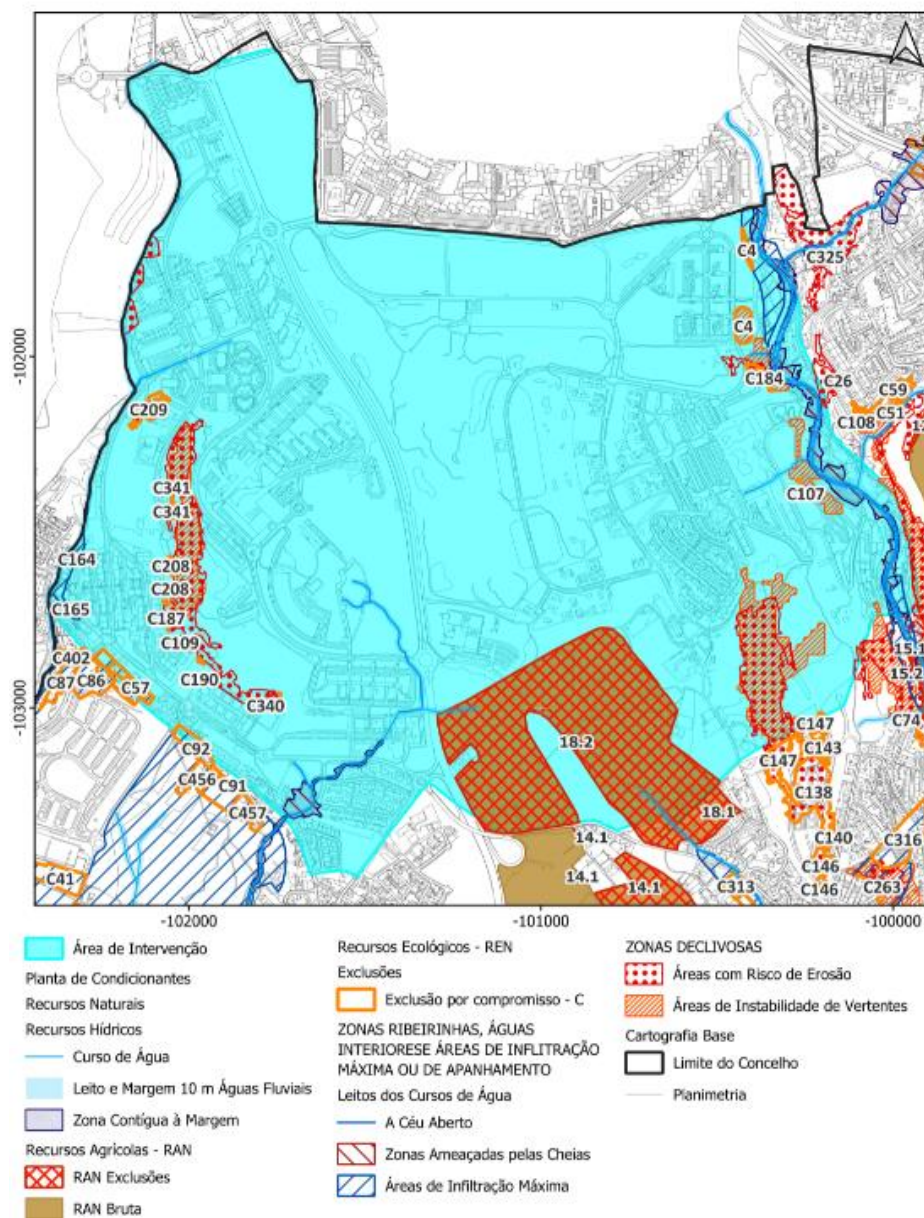 C325
C4
-102000
C4
C184
C26
C59
C209
C108
C51
C341
C107
C341
C164
C208
C208
C165
C187
C109
15.1
C402
15.2
C87
C86
C190
C57
C340
C74
-103000
C147
18.2
C92
C143
C147
C456
C91
C138
18.1
C457
14.1
C140
C316
C41
14.1
14.1
C313
C146
C146
C263
-102000
-101000
-100000
Área de Intervenção
Planta de Condicionantes
Recursos Naturais
Recursos Hídricos
Curso de Água
Leito e Margem 10 m Águas Fluviais
Zona Contígua à Margem
Recursos Agrícolas - RAN
RAN Exclusões
RAN Bruta
Recursos Ecológicos - REN
Exclusões
Exclusão por compromisso - C
ZONAS RIBEIRINHAS, ÁGUAS
INTERIORESE ÁREAS DE INFLITRAÇÃO
MÁXIMA OU DE APANHAMENTO
Leitos dos Cursos de Água
A Céu Aberto
Zonas Ameaçadas pelas Cheias
Áreas de Infiltração Máxima
ZONAS DECLIVOSAS
Áreas com Risco de Erosão
Áreas de Instabilidade de Vertentes
Cartografia Base
Limite do Concelho
Planimetria